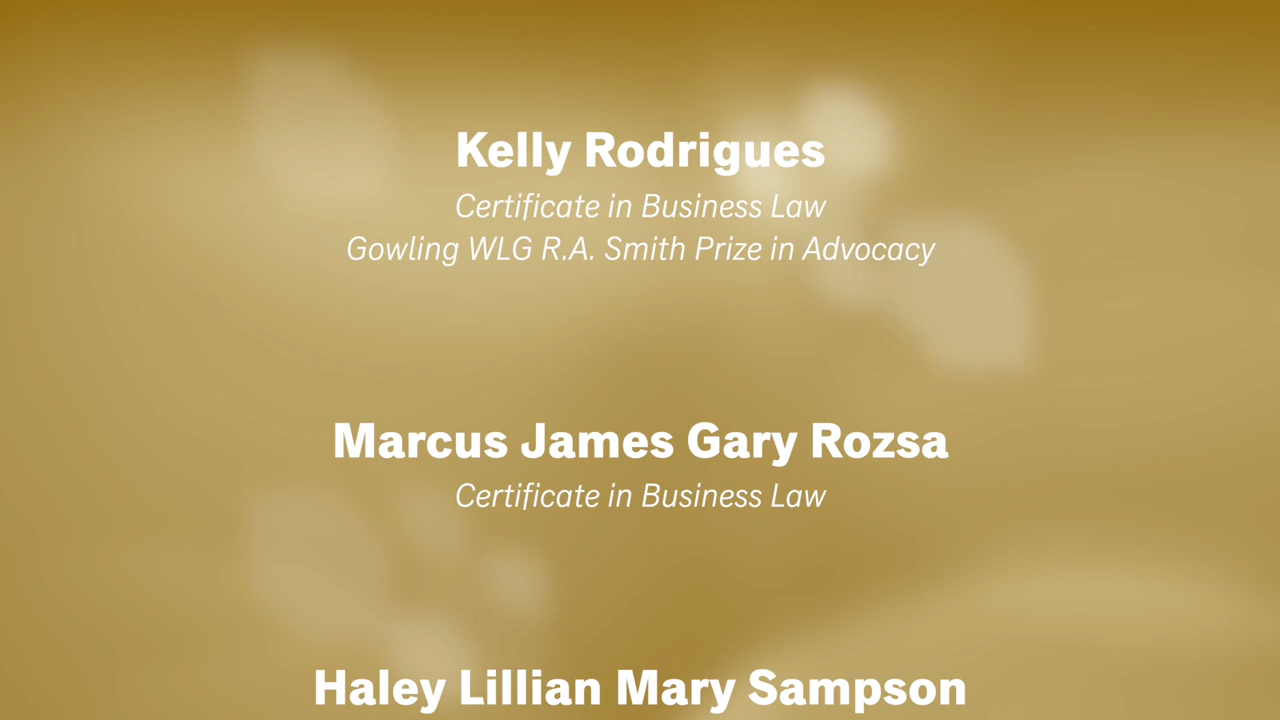 Kelly Rodrigues
Certificate in Business Law
Gowling WLG R.A. Smith Prize in Advocacy
Marcus James Gary Rozsa
Certificate in Business Law
Haley Lillian Mary Sampson